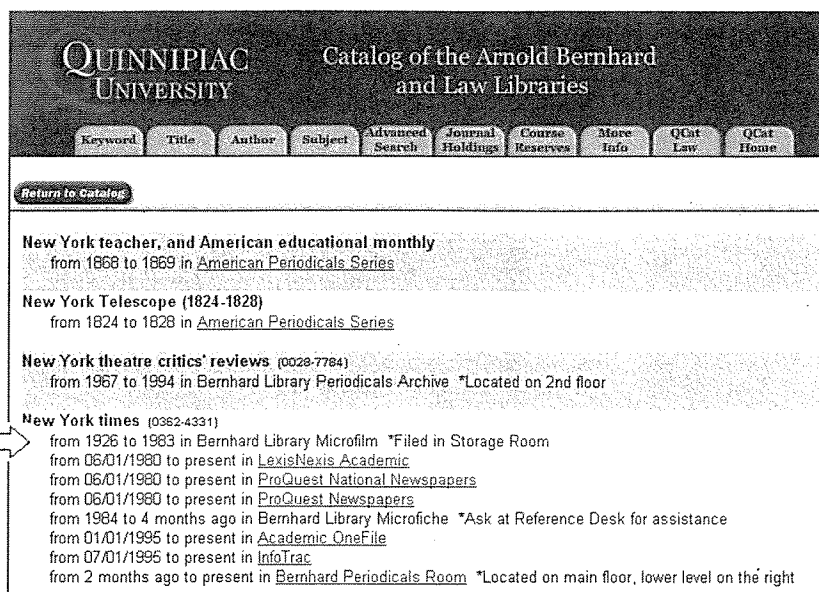 QUINNIPIAC
UNIVERSITY
Catalog of the Arnold Bernhard
and Law Libraries
Keyword
Title
Author
Subject
Advanced
Search
Journal
Holdings
Course
Reserves
More
Info
QCat
Law
QCat
Home
Return to Catalog
New York teacher, and American educational monthly
from 1868 to 1869 in American Periodicals Series
New York Telescope (1824-1828)
from 1824 to 1828 in American Periodicals Series
New York theatre critics' reviews (0028-7784)
from 1967 to 1994 in Bernhard Library Periodicals Archive *Located on 2nd floor
New York times (0362-4331)
from 1926 to 1983 in Bernhard Library Microfilm *Filed in Storage Room
from 06/01/1980 to present in LexisNexis Academic
from 06/01/1980 to present in ProQuest National Newspapers
from 06/01/1980 to present in ProQuest Newspapers
from 1984 to 4 months ago in Bernhard Library Microfiche *Ask at Reference Desk for assistance
from 01/01/1995 to present in Academic OneFile
from 07/01/1995 to present in InfoTrac
from 2 months ago to present in Bernhard Periodicals Room *Located on main floor, lower level on the right